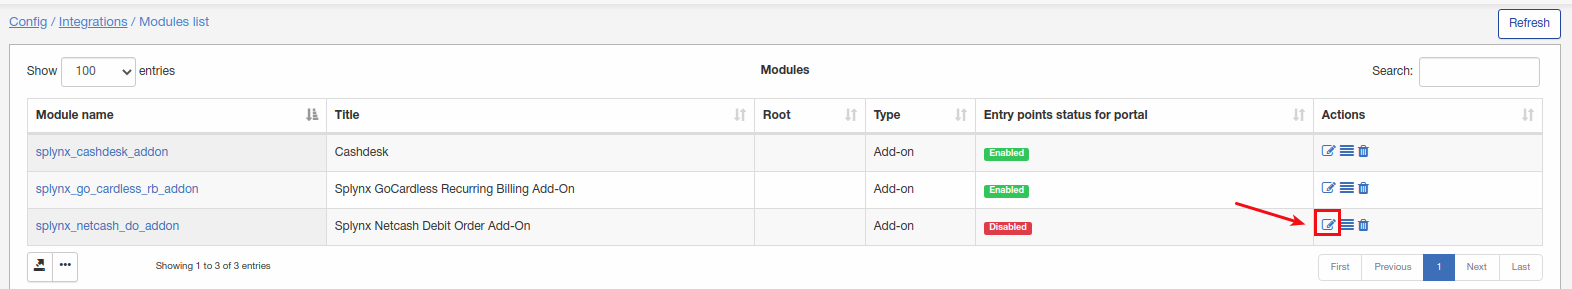 Config / Integrations / Modules list
Refresh
Show 100 entries
Modules
Search:
Module name Title Root Type Entry points status for portal Actions
splynx_cashdesk_addon Cashdesk Add-on Enabled
splynx_go_cardless_rb_addon Splynx GoCardless Recurring Billing Add-On Add-on Enabled
splynx_netcash_do_addon Splynx Netcash Debit Order Add-On Add-on Disabled
Showing 1 to 3 of 3 entries
First Previous 1 Next Last